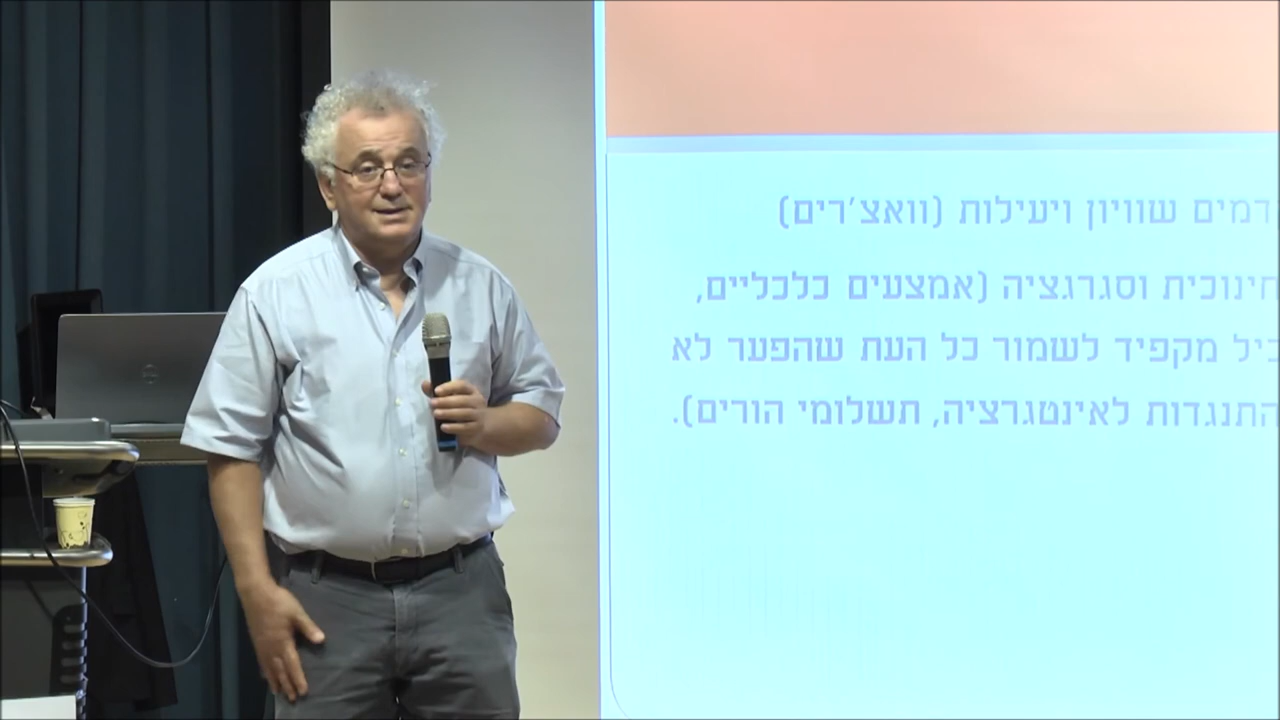 דמים שוויון ויעילות (וואצ'רים)
חינוכית וסגרגציה (אמצעים כלכליים,
כיל מקפיד לשמור כל העת שהפער לא
התנגדות לאינטגרציה, תשלומי הורים).